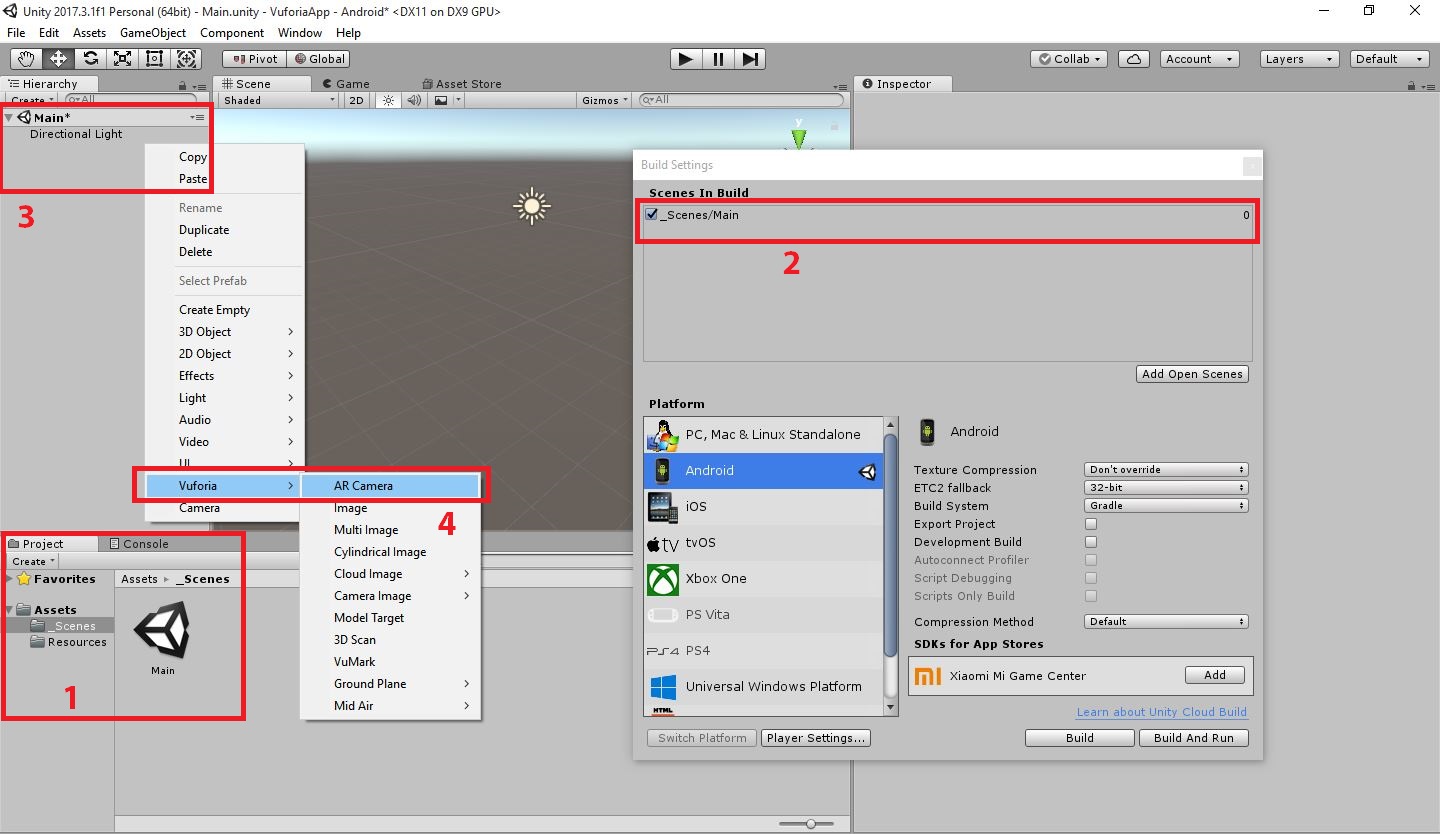 Unity 2017.3.1f1 Personal (64bit) - Main.unity - VuforiaApp - Android* <DX11 on DX9 GPU>
File Edit Assets GameObject Component Window Help
Pivot Global Collab Account Layers Default
Hierarchy
Create All
Main*
Directional Light
3
Scene Game Asset Store
Shaded 2D Gizmos All
y
Inspector
Copy
Paste
Rename
Duplicate
Delete
Select Prefab
Create Empty
3D Object
2D Object
Effects
Light
Audio
Video
UI
Vuforia
Camera
AR Camera
Image
Multi Image
Cylindrical Image
Cloud Image
Camera Image
Model Target
3D Scan
VuMark
Ground Plane
Mid Air
4
Project Console
Create
Favorites
Assets
_Scenes
Resources
1
Assets _Scenes
Main
Build Settings
Scenes In Build
_Scenes/Main 0
2
Add Open Scenes
Platform
PC, Mac & Linux Standalone
Android
iOS
tv tvOS
Xbox One
PS Vita
PS4 PS4
Universal Windows Platform
HTML
Android
Texture Compression Don't override
ETC2 fallback 32-bit
Build System Gradle
Export Project
Development Build
Autoconnect Profiler
Script Debugging
Scripts Only Build
Compression Method Default
SDKs for App Stores
mi Xiaomi Mi Game Center Add
Learn about Unity Cloud Build
Switch Platform Player Settings... Build Build And Run